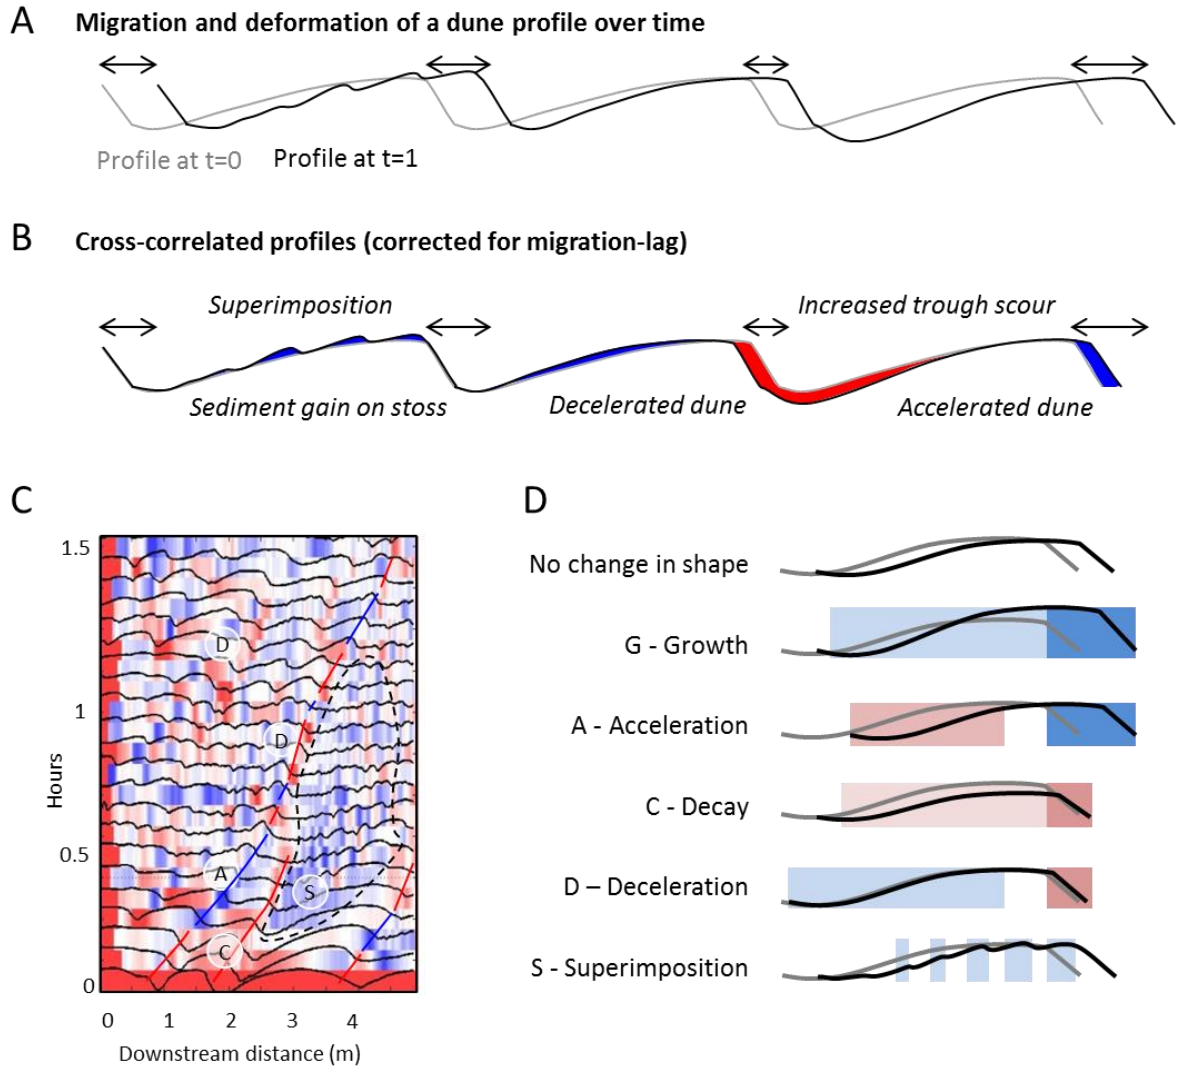 A
Migration and deformation of a dune profile over time
Profile at t=0
Profile at t=1
B
Cross-correlated profiles (corrected for migration-lag)
Superimposition
Increased trough scour
Sediment gain on stoss
Decelerated dune
Accelerated dune
C
1.5
1
0.5
0
Hours
D
D
A
S
C
0 1 2 3 4
Downstream distance (m)
D
No change in shape
G - Growth
A - Acceleration
C - Decay
D – Deceleration
S - Superimposition